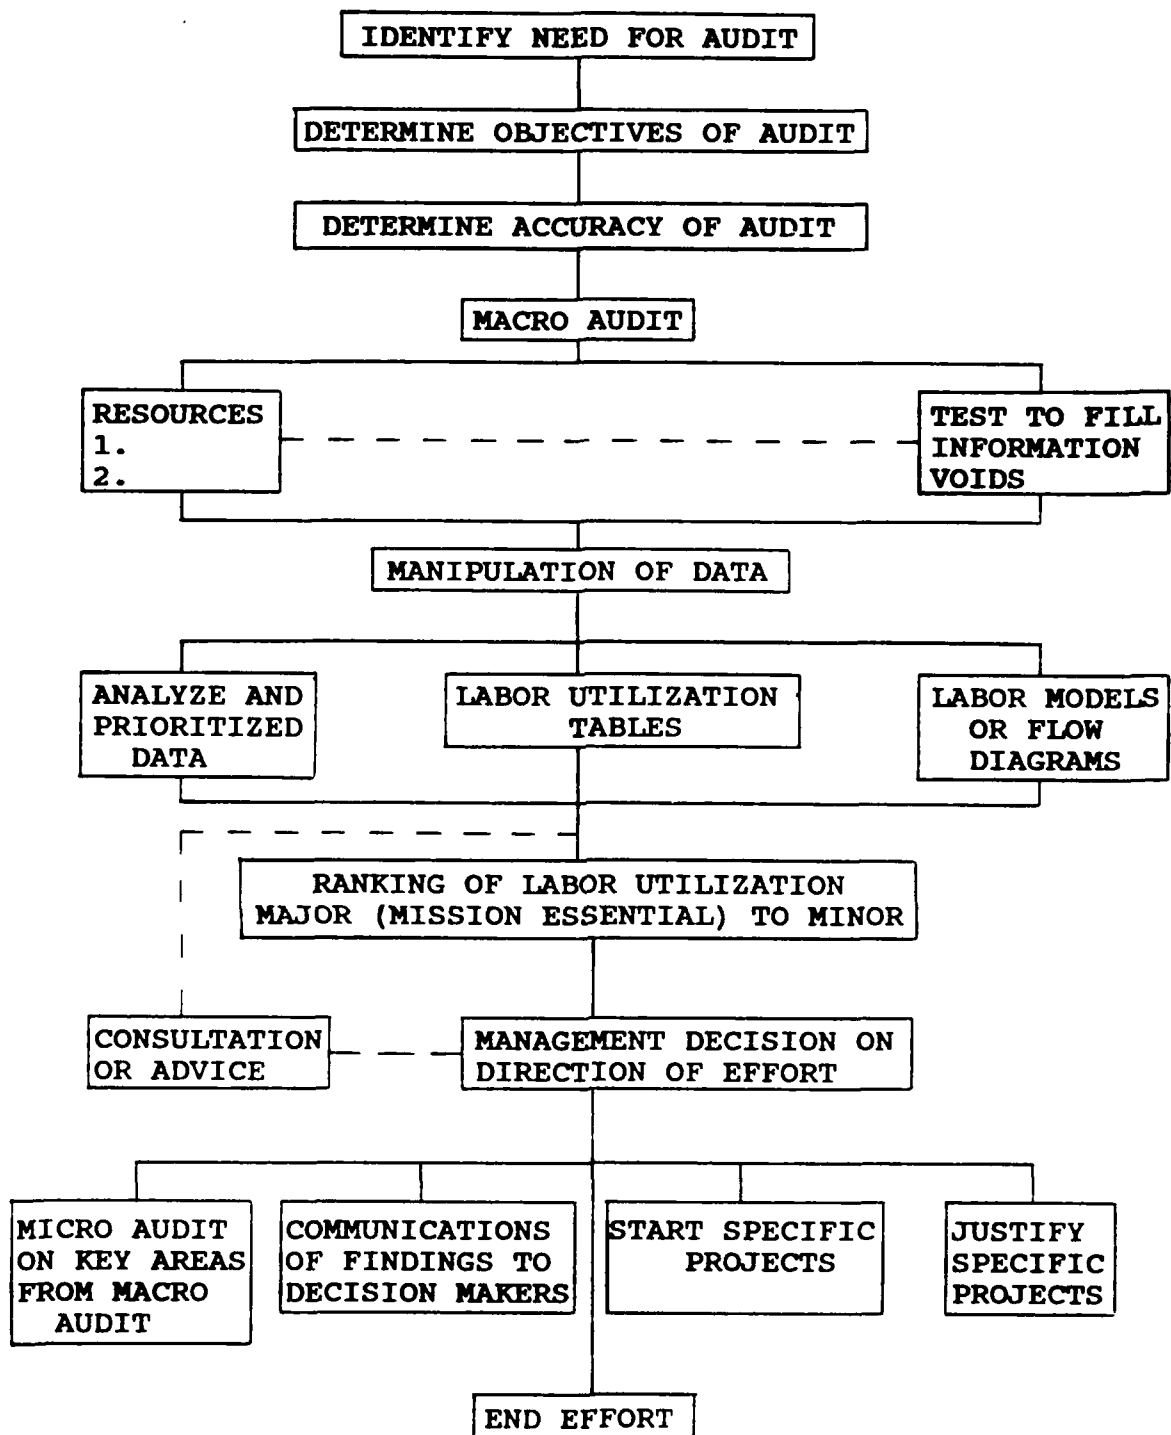 IDENTIFY NEED FOR AUDIT
DETERMINE OBJECTIVES OF AUDIT
DETERMINE ACCURACY OF AUDIT
MACRO AUDIT
RESOURCES
1.
2.
TEST TO FILL
INFORMATION
VOIDS
MANIPULATION OF DATA
ANALYZE AND
PRIORITIZED
DATA
LABOR UTILIZATION
TABLES
LABOR MODELS
OR FLOW
DIAGRAMS
RANKING OF LABOR UTILIZATION
MAJOR (MISSION ESSENTIAL) TO MINOR
CONSULTATION
OR ADVICE
MANAGEMENT DECISION ON
DIRECTION OF EFFORT
MICRO AUDIT
ON KEY AREAS
FROM MACRO
AUDIT
COMMUNICATIONS
OF FINDINGS TO
DECISION MAKERS
START SPECIFIC
PROJECTS
JUSTIFY
SPECIFIC
PROJECTS
END EFFORT